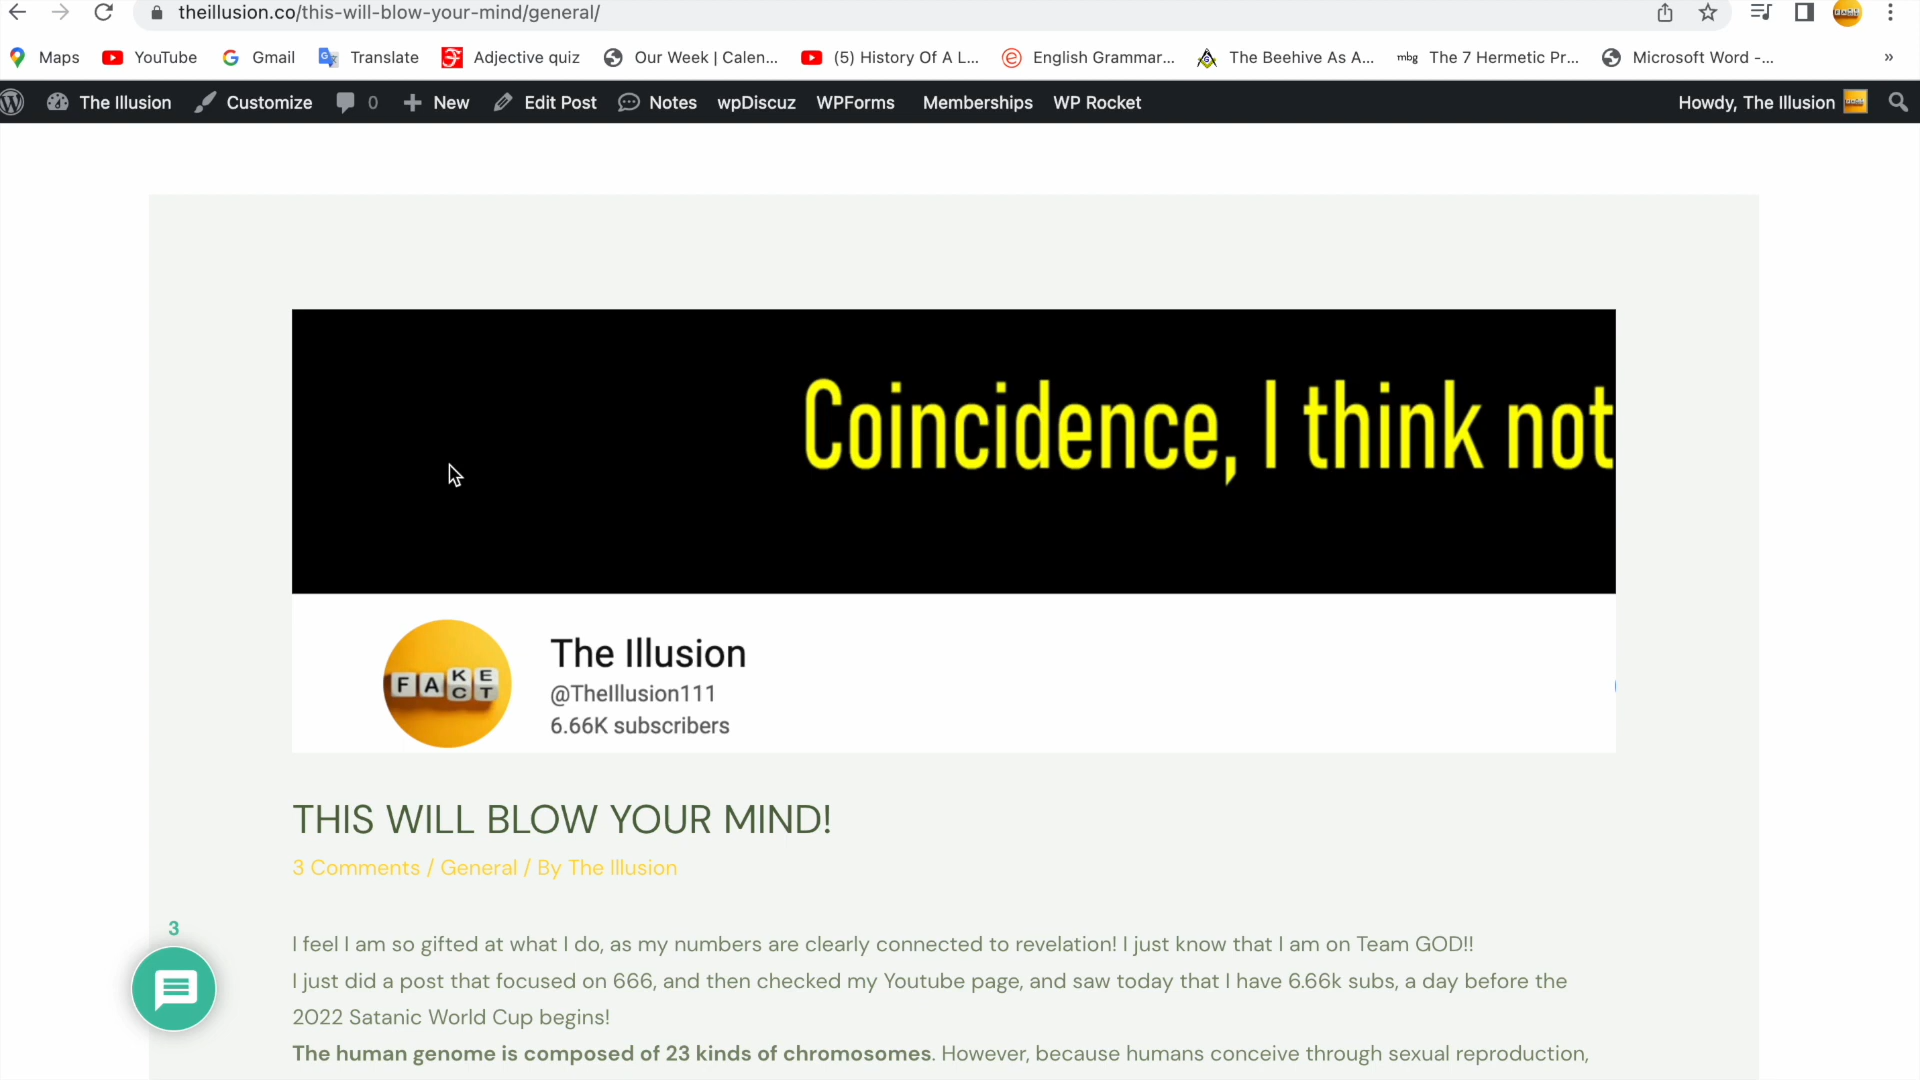 theillusion.co/this-will-blow-your-mind/general/
Maps YouTube Gmail Translate Adjective quiz Our Week | Calen... (5) History Of A L... English Grammar... The Beehive As A... mbg The 7 Hermetic Pr... Microsoft Word -... »
The Illusion Customize 0 New Edit Post Notes wpDiscuz WPForms Memberships WP Rocket Howdy, The Illusion
Coincidence, I think not
FAKE
CT
The Illusion
@TheIllusion111
6.66K subscribers
THIS WILL BLOW YOUR MIND!
3 Comments / General / By The Illusion
3
I feel I am so gifted at what I do, as my numbers are clearly connected to revelation! I just know that I am on Team GOD!!
I just did a post that focused on 666, and then checked my Youtube page, and saw today that I have 6.66k subs, a day before the
2022 Satanic World Cup begins!
The human genome is composed of 23 kinds of chromosomes. However, because humans conceive through sexual reproduction,